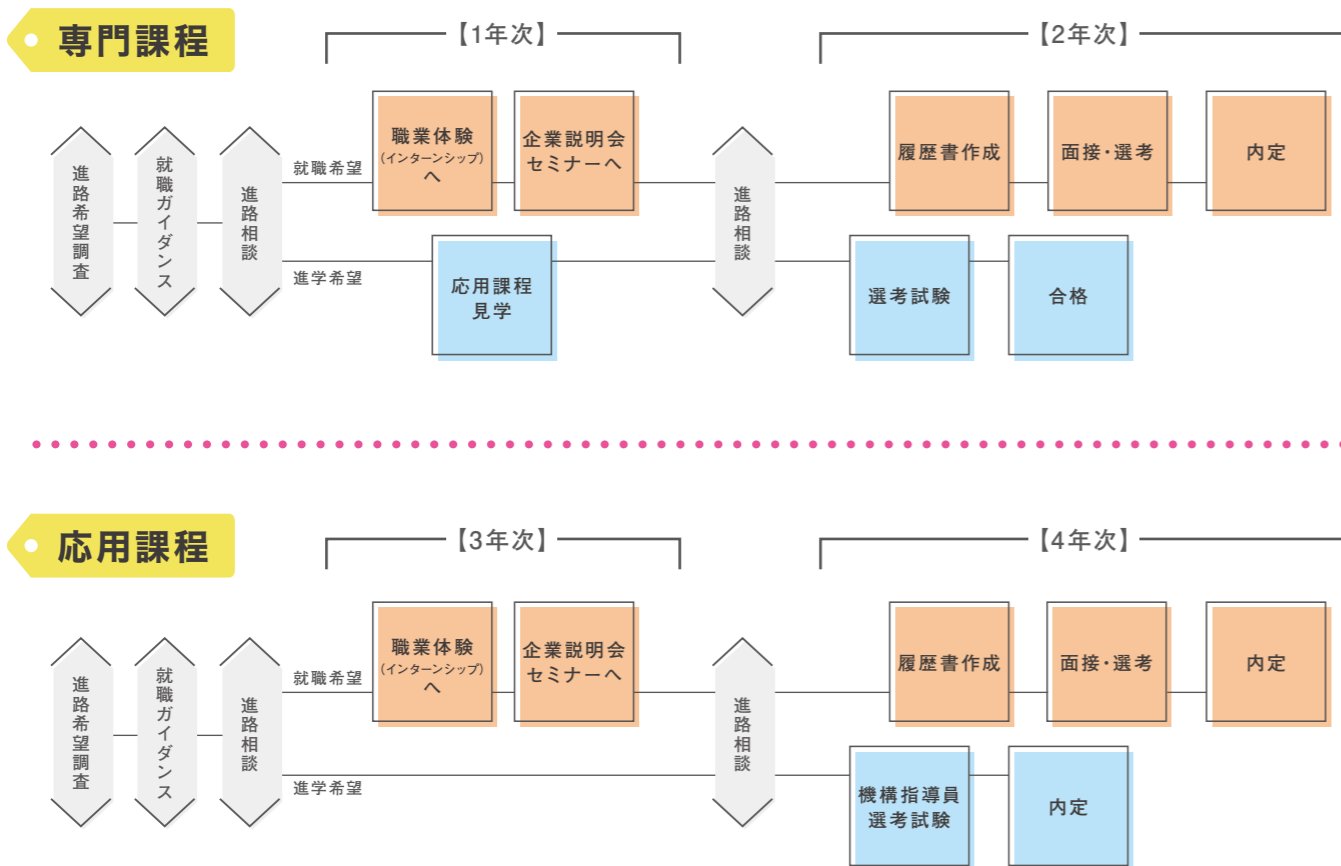 専門課程
【1年次】
【2年次】
進路希望調査
就職ガイダンス
進路相談
就職希望
職業体験
(インターンシップ)
へ
企業説明会
セミナーへ
進学希望
応用課程
見学
進路相談
履歴書作成
面接・選考
内定
選考試験
合格
応用課程
【3年次】
【4年次】
進路希望調査
就職ガイダンス
進路相談
就職希望
職業体験
(インターンシップ)
へ
企業説明会
セミナーへ
進学希望
進路相談
履歴書作成
面接・選考
内定
機構指導員
選考試験
内定